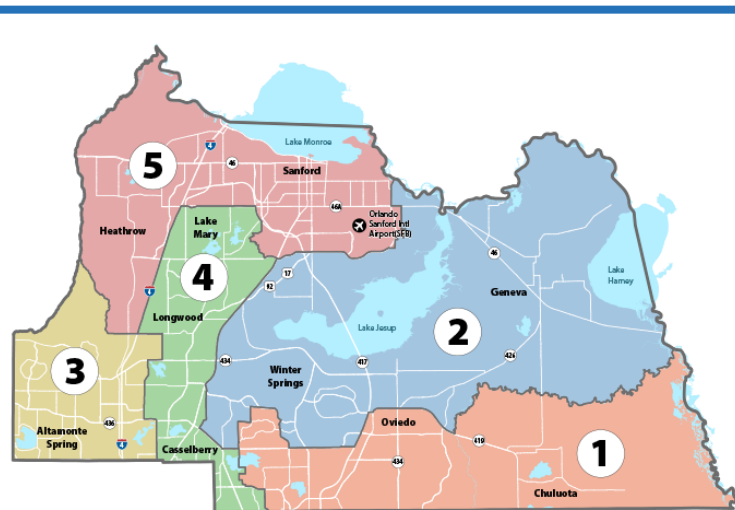 Lake Monroe
4
5
46
Sanford
46A
Lake
Mary
Orlando
Sanford Intl
Airport(SFB)
Heathrow
46
Lake
Harney
17
4
92
4
Geneva
Longwood
Lake Jesup
2
434
417
426
3
Winter
Springs
436
Oviedo
Altamonte
Spring
4
419
Casselberry
1
434
Chuluota